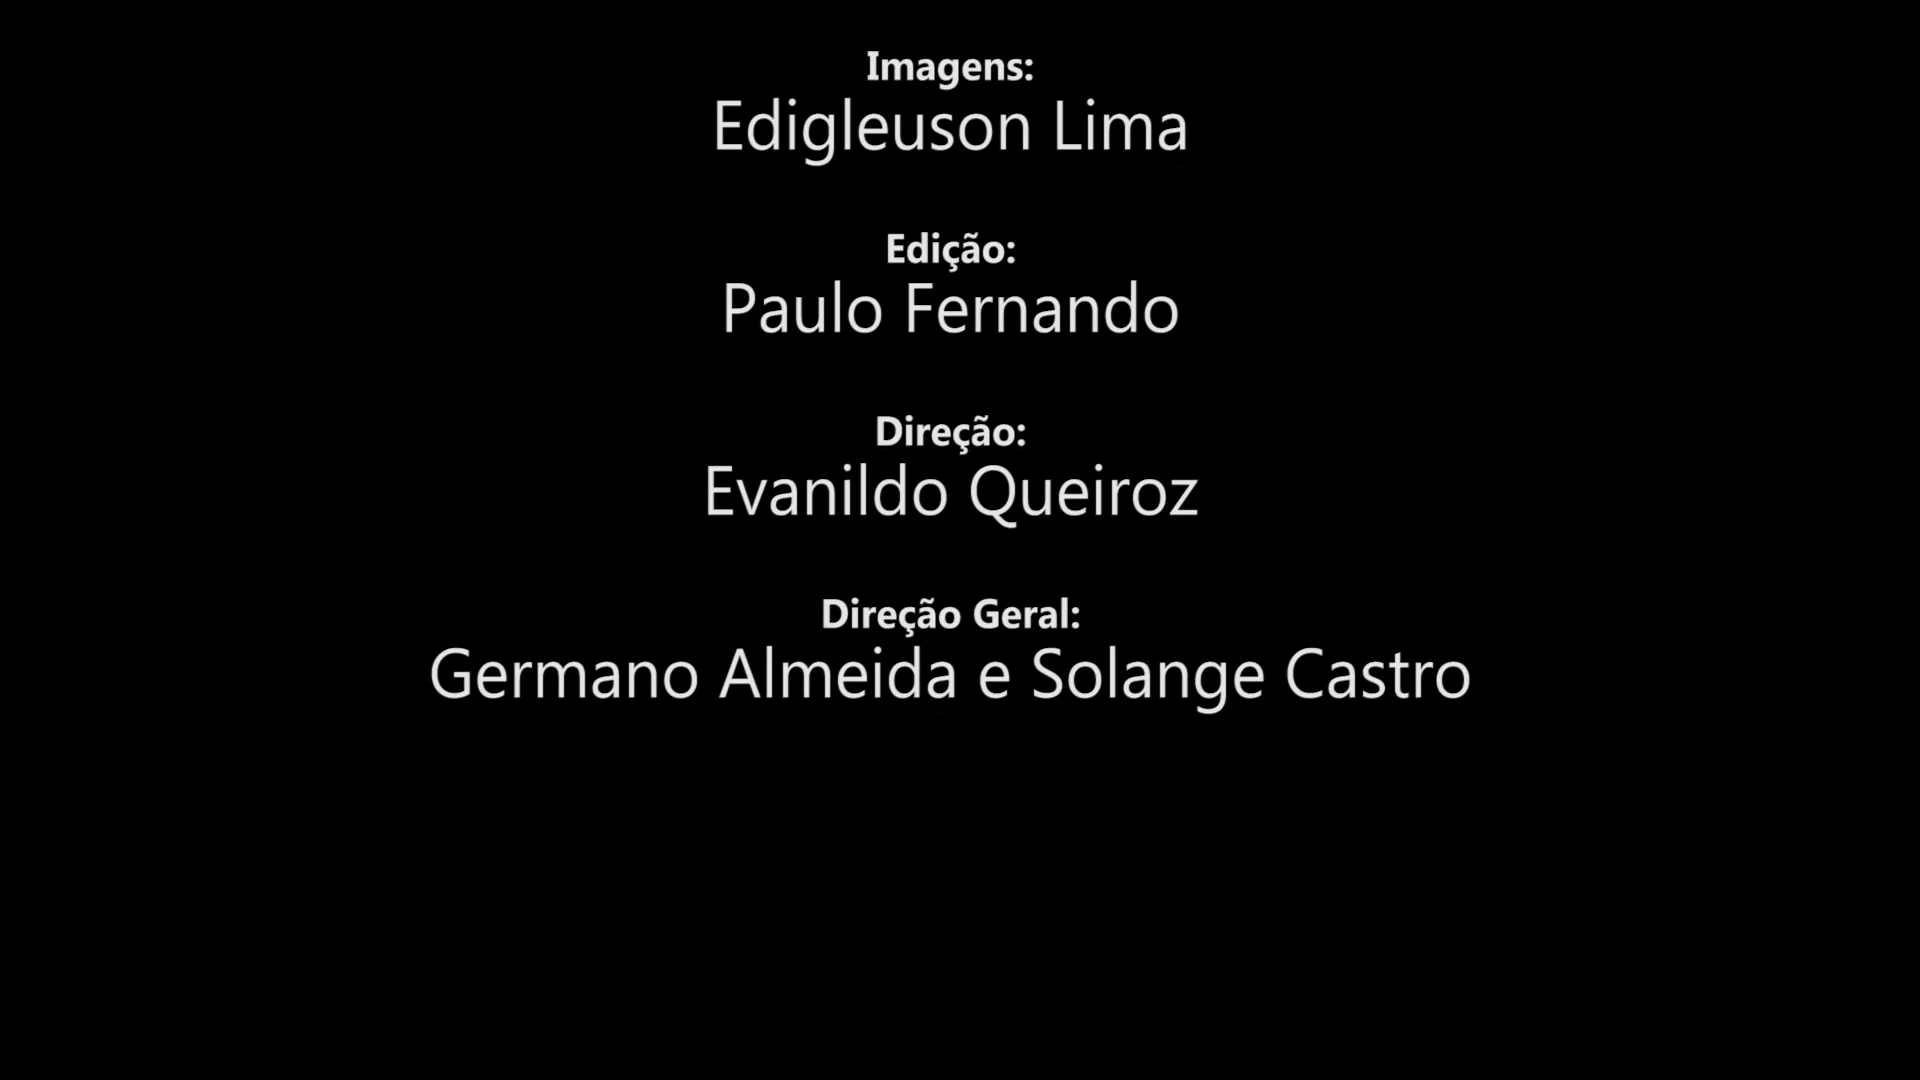 Imagens:
Edigleuson Lima
Edição:
Paulo Fernando
Direção:
Evanildo Queiroz
Direção Geral:
Germano Almeida e Solange Castro